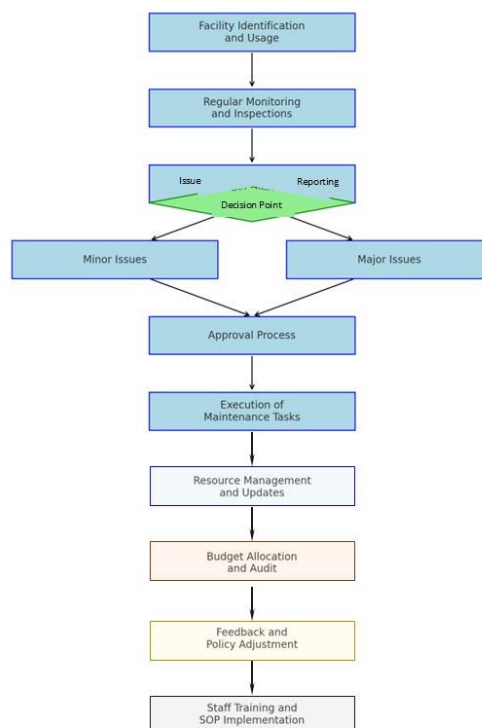 Facility Identification
and Usage
Regular Monitoring
and Inspections
Issue Reporting
Decision Point
Minor Issues
Major Issues
Approval Process
Execution of
Maintenance Tasks
Resource Management
and Updates
Budget Allocation
and Audit
Feedback and
Policy Adjustment
Staff Training and
SOP Implementation